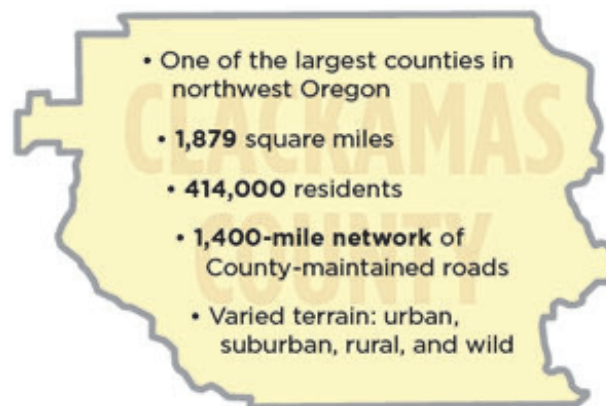 CLACKAMAS
COUNTY
• One of the largest counties in
northwest Oregon
• 1,879 square miles
• 414,000 residents
• 1,400-mile network of
County-maintained roads
• Varied terrain: urban,
suburban, rural, and wild